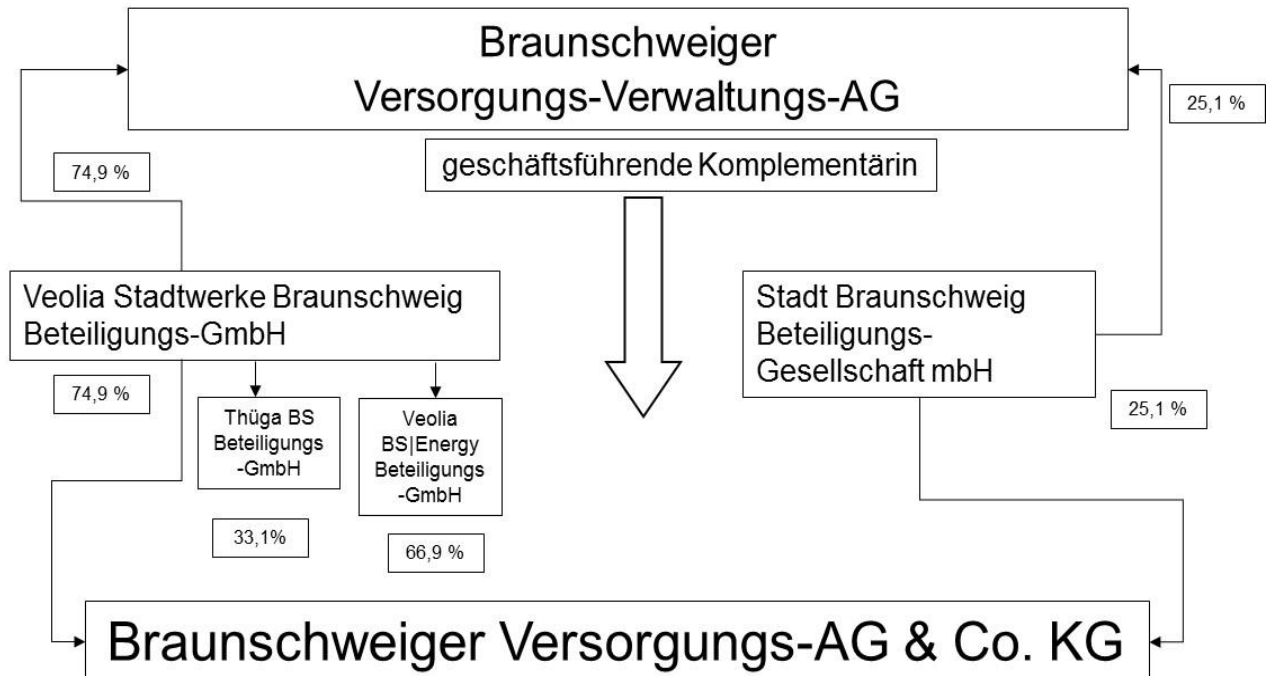 Braunschweiger
Versorgungs-Verwaltungs-AG
25,1 %
geschäftsführende Komplementärin
74,9 %
Veolia Stadtwerke Braunschweig
Beteiligungs-GmbH
Stadt Braunschweig
Beteiligungs-
Gesellschaft mbH
74,9 %
25,1 %
Thüga BS
Beteiligungs
-GmbH
Veolia
BS|Energy
Beteiligungs
-GmbH
33,1%
66,9 %
Braunschweiger Versorgungs-AG & Co. KG